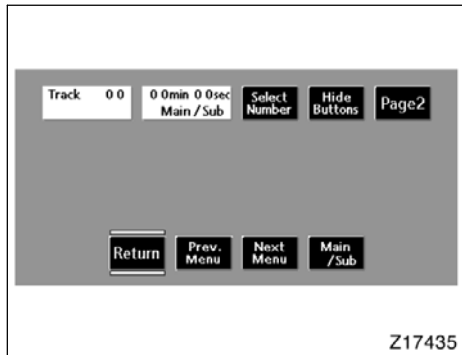 Track 0 0
0 0min 0 0sec
Main / Sub
Select
Number
Hide
Buttons
Page2
Return
Prev.
Menu
Next
Menu
Main
/Sub
Z17435